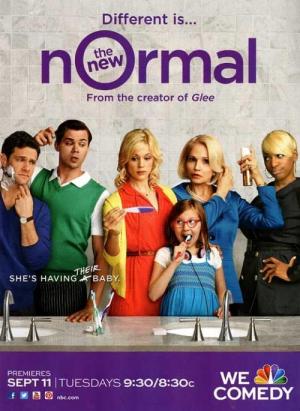 Different is...
the new
nOrmal
From the creator of Glee
THEIR
SHE'S HAVING A BABY.
PREMIERES
SEPT 11 | TUESDAYS 9:30/8:30c
nbc.com
WE
COMEDY